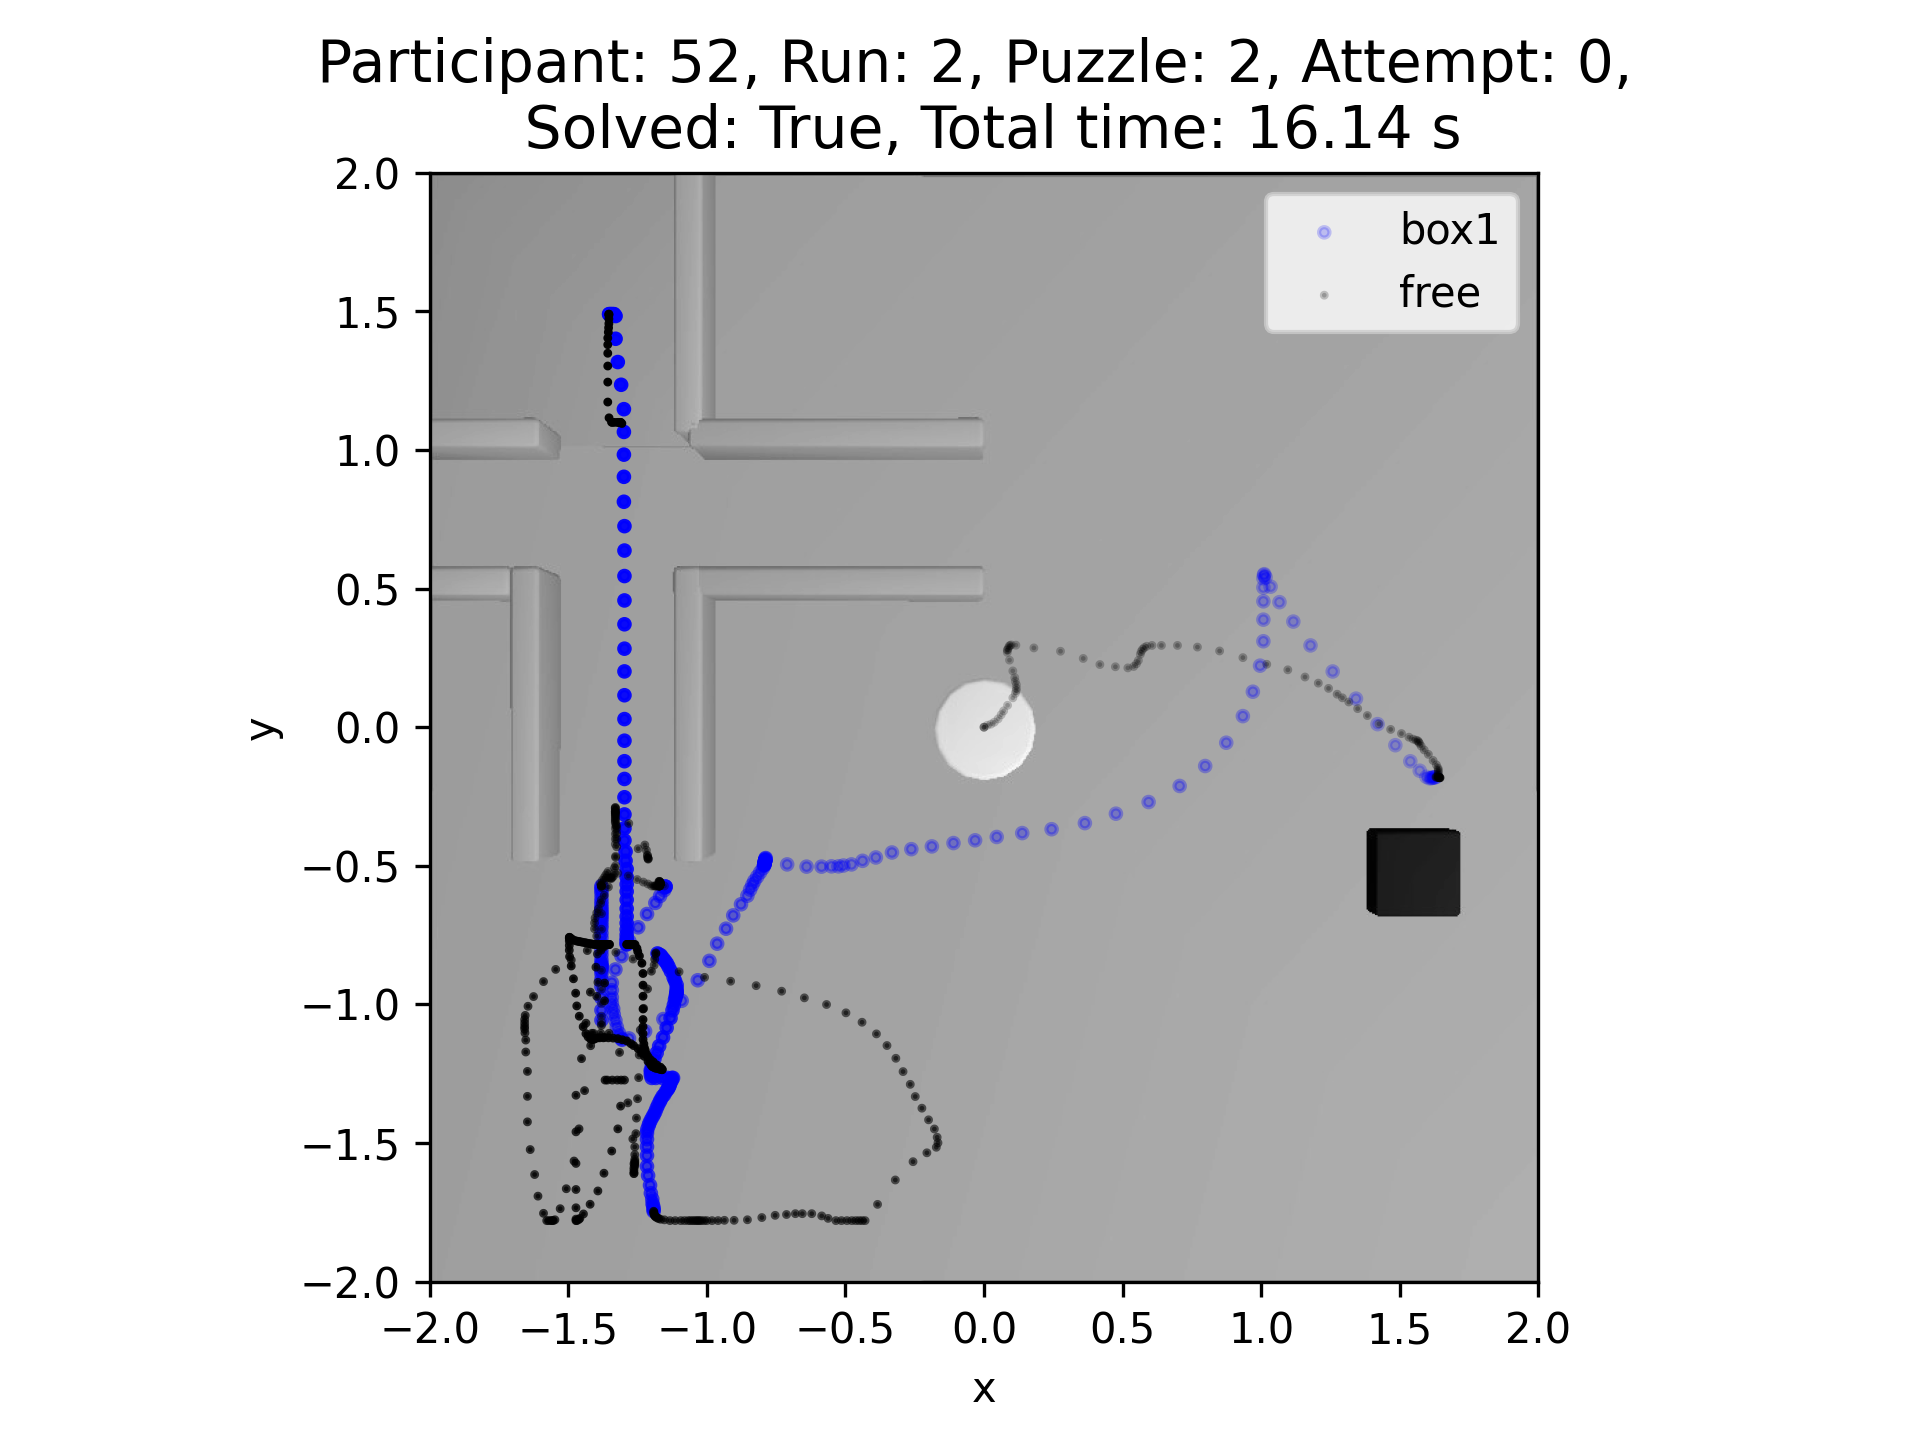 Participant: 52, Run: 2, Puzzle: 2, Attempt: 0,
Solved: True, Total time: 16.14 s
box1
free
2.0
1.5
1.0
0.5
0.0
−0.5
−1.0
−1.5
−2.0
y
−2.0 −1.5 −1.0 −0.5 0.0 0.5 1.0 1.5 2.0
x